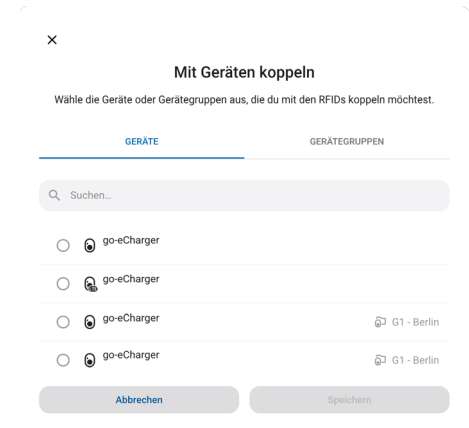 Mit Geräten koppeln
Wähle die Geräte oder Gerätegruppen aus, die du mit den RFIDs koppeln möchtest.
GERÄTE
GERÄTEGRUPPEN
Suchen...
go-eCharger
go-eCharger
go-eCharger
G1 - Berlin
go-eCharger
G1 - Berlin
Abbrechen
Speichern